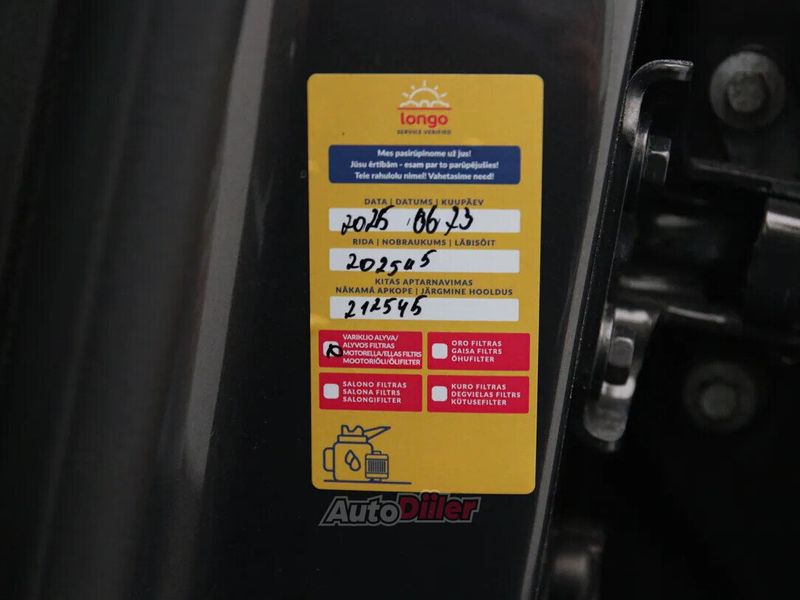 longo
SERVICE VERIFIED
Mes pasirūpinome už jus!
Jūsu ērtībām - esam par to parūpējušies!
Teie rahulolu nimel! Vahetasime need!
DATA | DATUMS | KUUPÄEV
2025 .06.23
RIDA | NOBRAUKUMS | LÄBISÕIT
202545
KITAS APTARNAVIMAS
NĀKAMĀ APKOPE | JÄRGMINE HOOLDUS
212545
VARIKLIO ALYVA/
ALYVOS FILTRAS
MOTOREĻĻA/EĻĻAS FILTRS
MOOTORIÕLI/ÕLIFILTER
ORO FILTRAS
GAISA FILTRS
ÕHUFILTER
SALONO FILTRAS
SALONA FILTRS
SALONGIFILTER
KURO FILTRAS
DEGVIELAS FILTRS
KÜTUSEFILTER
AutoDiiler